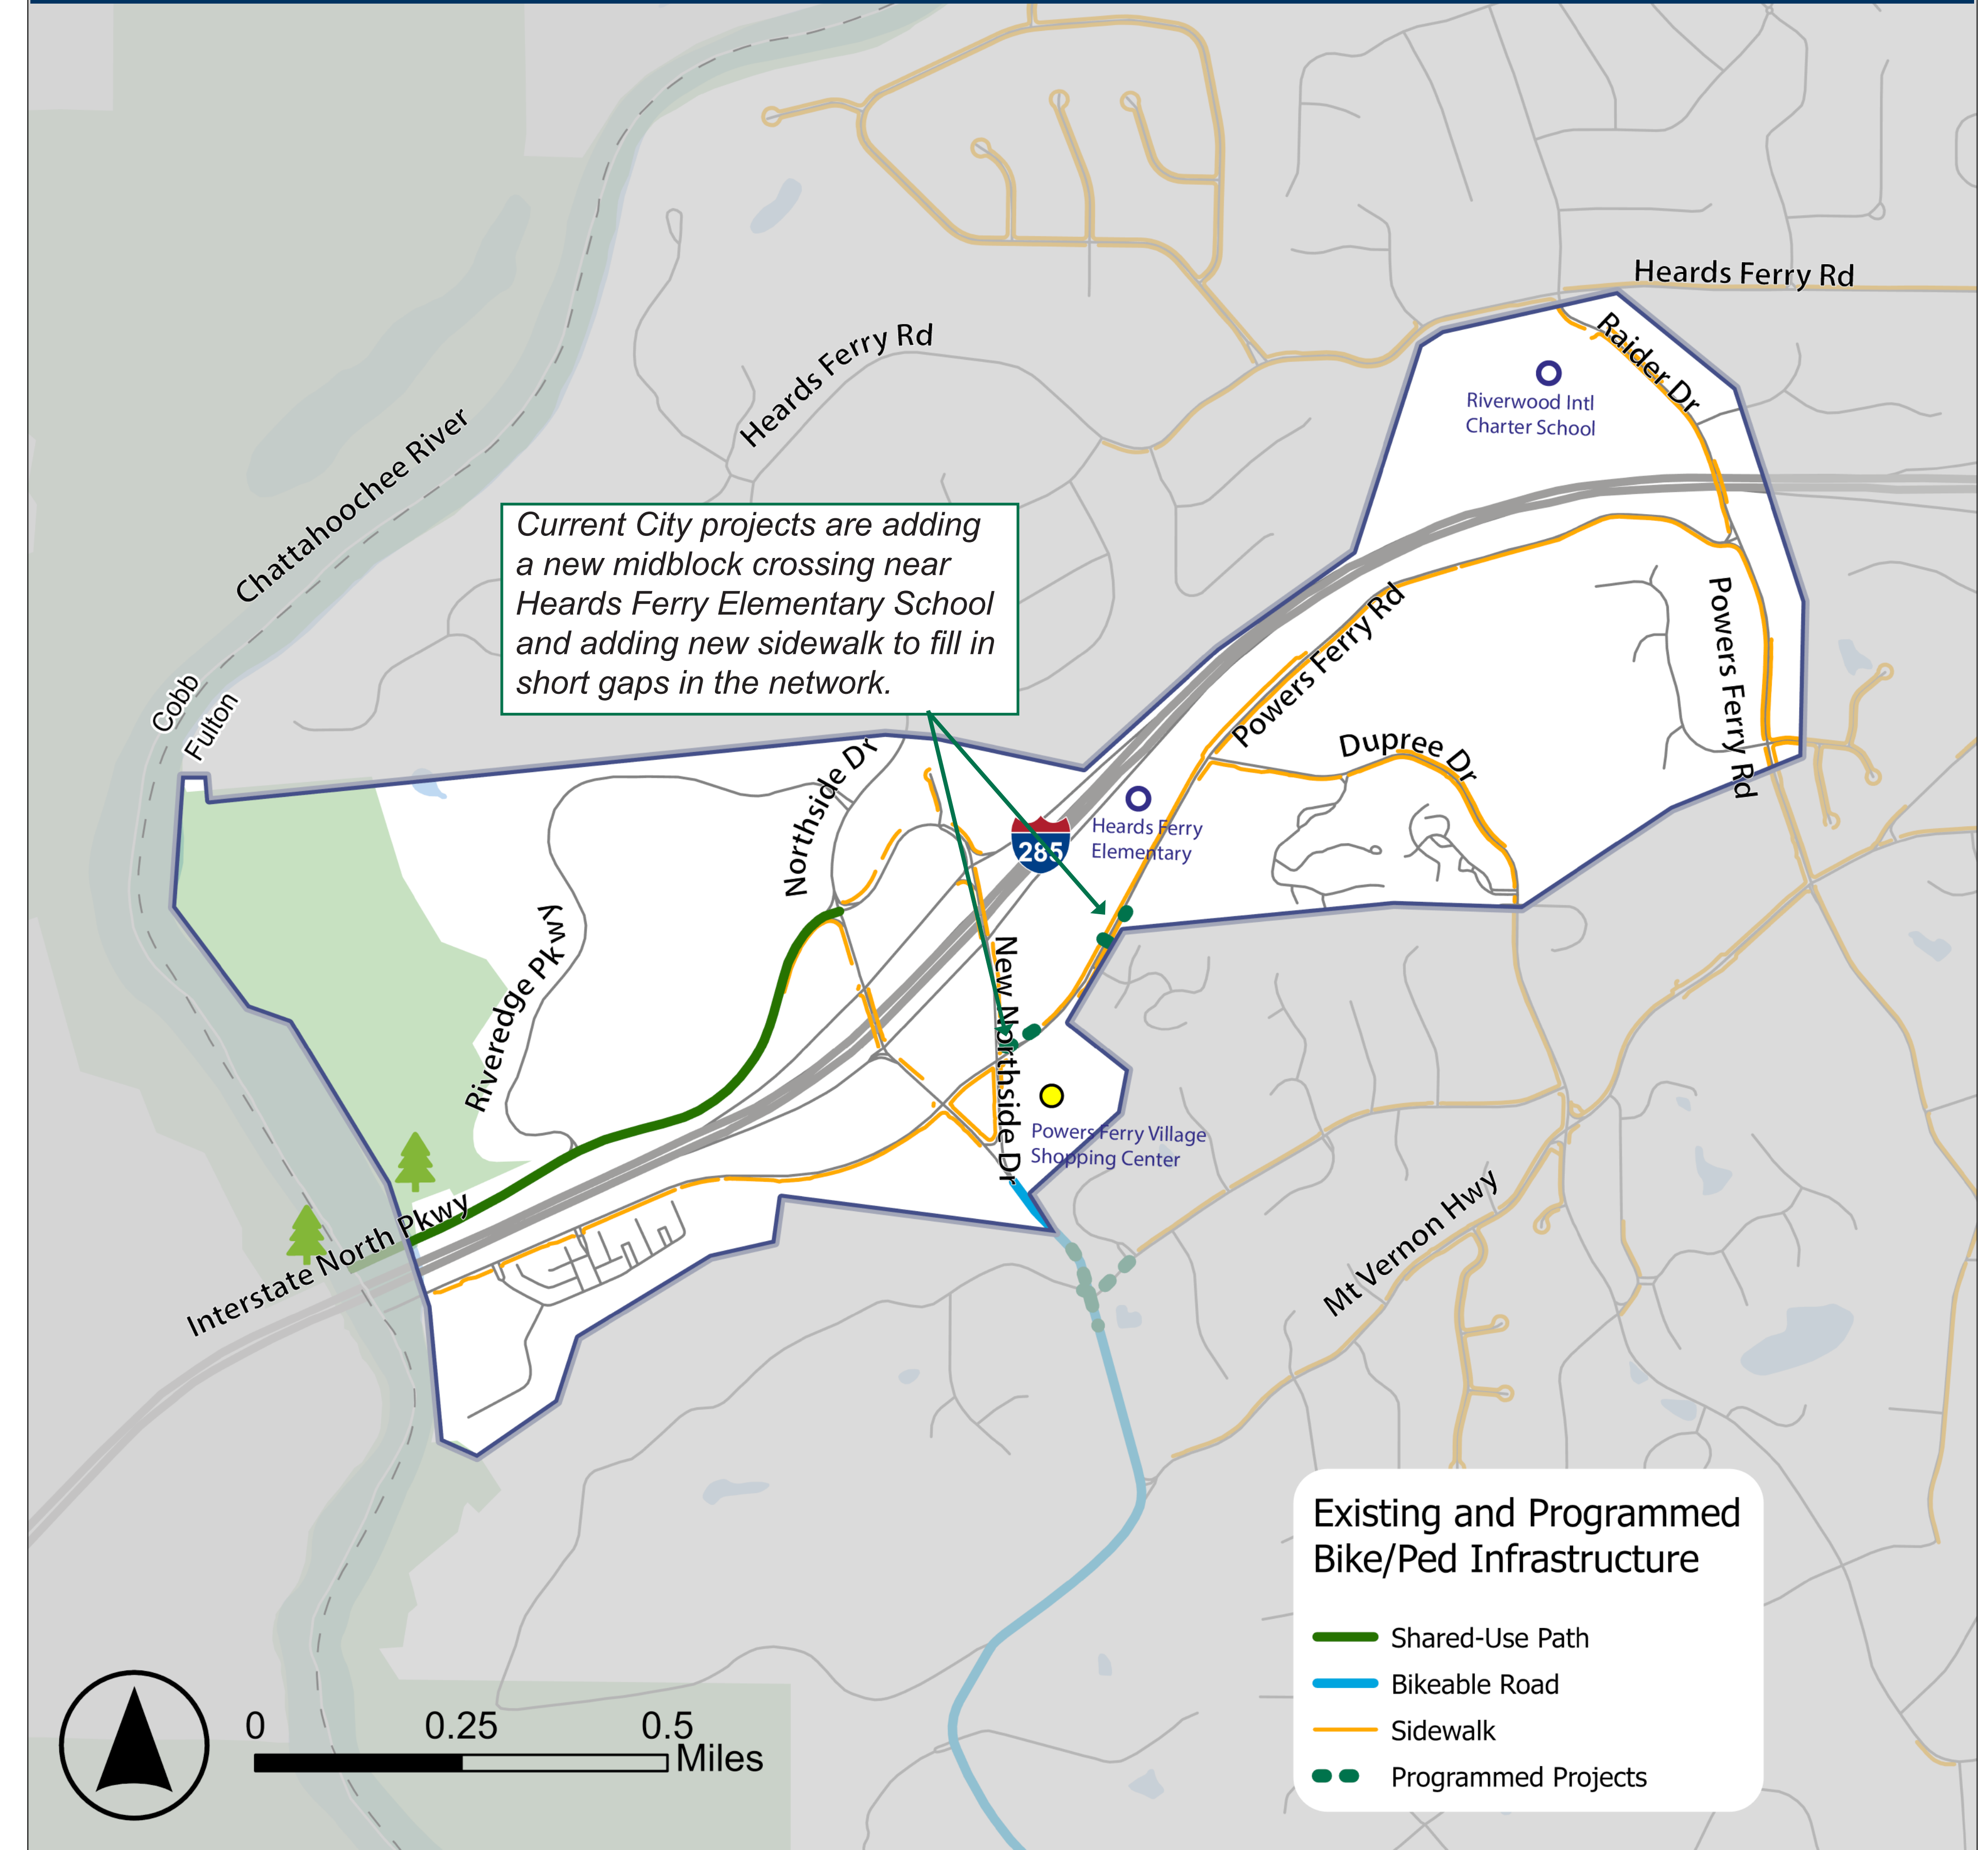 Heards Ferry Rd
Raider Dr
Heards Ferry Rd
Riverwood Intl
Charter School
Chattahoochee River
Current City projects are adding
a new midblock crossing near
Heards Ferry Elementary School
and adding new sidewalk to fill in
short gaps in the network.
Powers Ferry Rd
Powers Ferry Rd
Cobb
Fulton
Northside Dr
Dupree Dr
285
Heards Ferry
Elementary
Riveredge Pkwy
New Northside Dr
Powers Ferry Village
Shopping Center
Interstate North Pkwy
Mt Vernon Hwy
Existing and Programmed
Bike/Ped Infrastructure
Shared-Use Path
Bikeable Road
Sidewalk
Programmed Projects
0 0.25 0.5
Miles